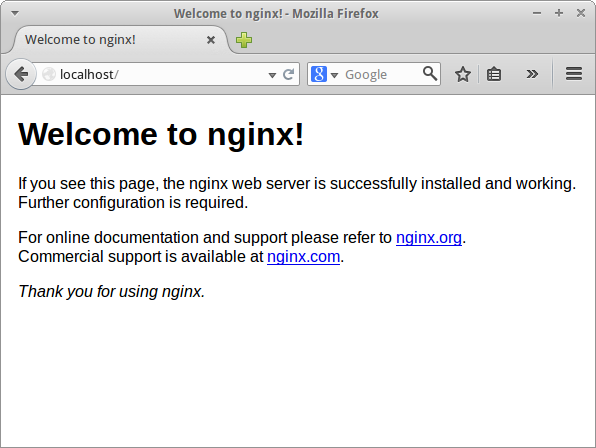 Welcome to nginx! - Mozilla Firefox
Welcome to nginx!
localhost/
Google
Welcome to nginx!
If you see this page, the nginx web server is successfully installed and working.
Further configuration is required.
For online documentation and support please refer to nginx.org.
Commercial support is available at nginx.com.
Thank you for using nginx.